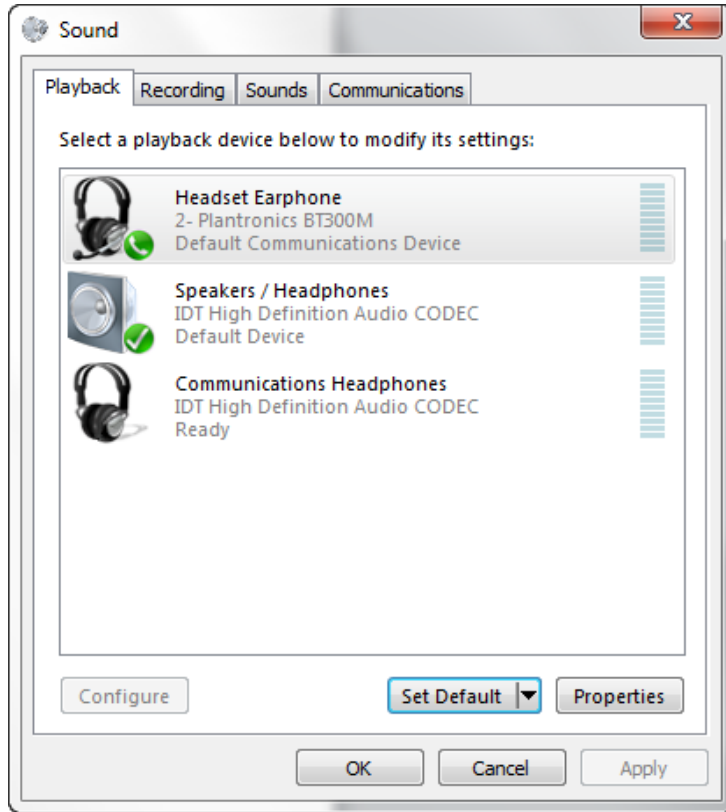 Sound
Playback Recording Sounds Communications
Select a playback device below to modify its settings:
Headset Earphone
2- Plantronics BT300M
Default Communications Device
Speakers / Headphones
IDT High Definition Audio CODEC
Default Device
Communications Headphones
IDT High Definition Audio CODEC
Ready
Configure Set Default Properties
OK Cancel Apply